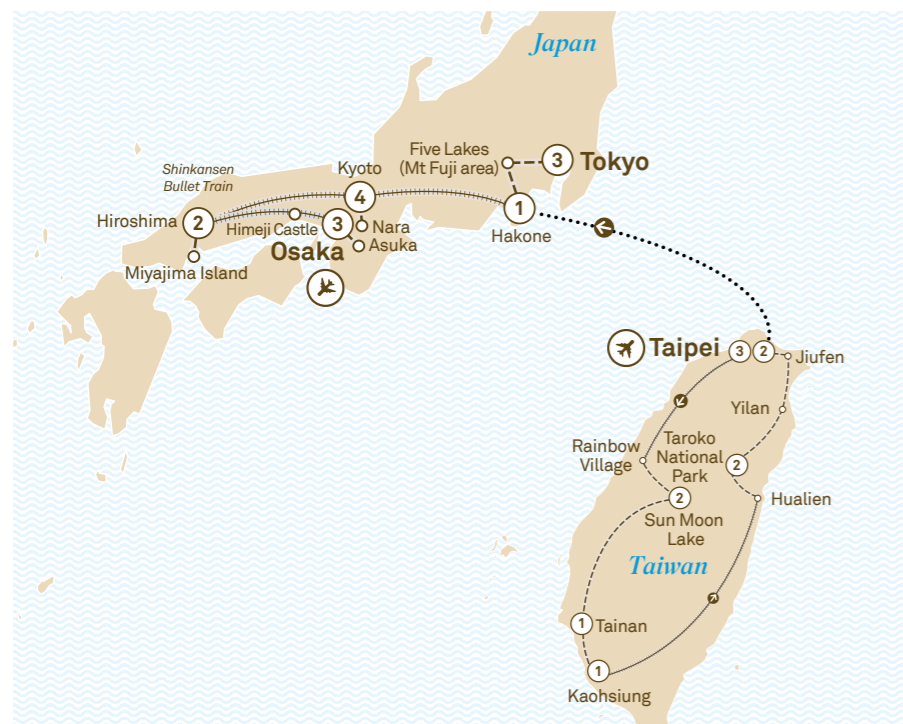 Japan
Five Lakes
(Mt Fuji area)
3
Tokyo
Shinkansen
Bullet Train
Kyoto
4
1
Hakone
Hiroshima
2
Himeji Castle
3
Nara
Asuka
Osaka
Miyajima Island
Taipei
3
2
Jiufen
Yilan
Rainbow
Village
Taroko
National
Park
2
2
Hualien
Sun Moon
Lake
Taiwan
1
Tainan
1
Kaohsiung